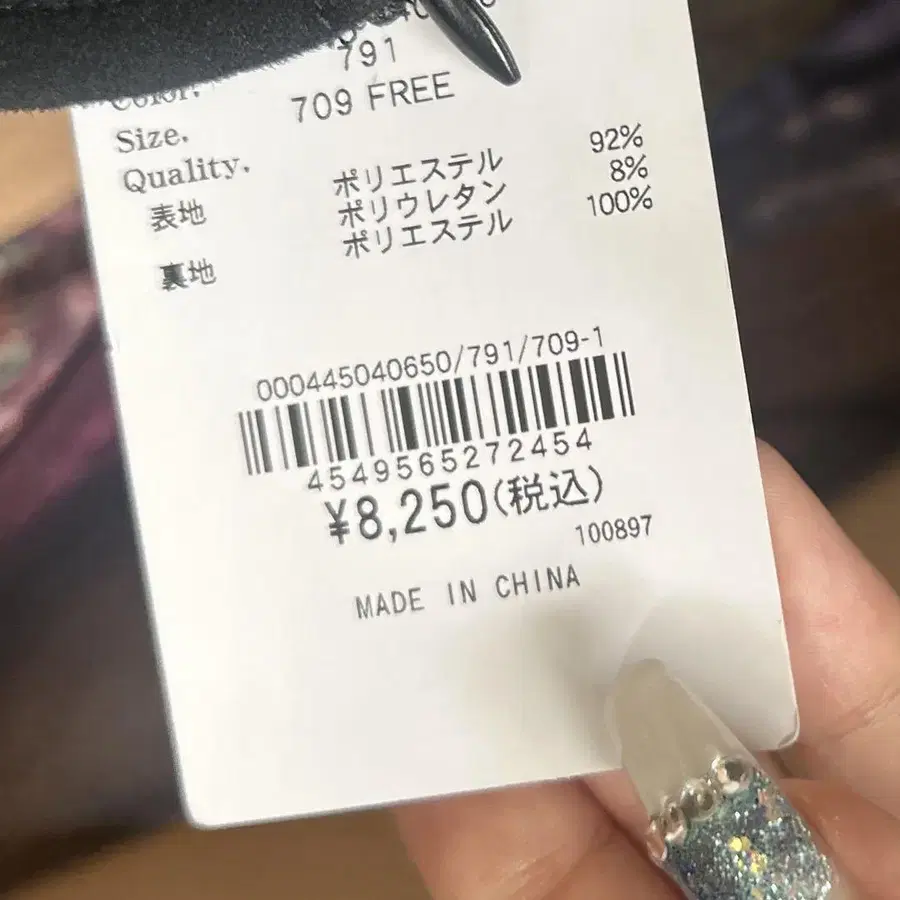 791
Color.
709 FREE
Size.
Quality.
表地 ポリエステル 92%
ポリウレタン 8%
裏地 ポリエステル 100%
000445040650/791/709-1
4549565272454
¥8,250(税込)
100897
MADE IN CHINA